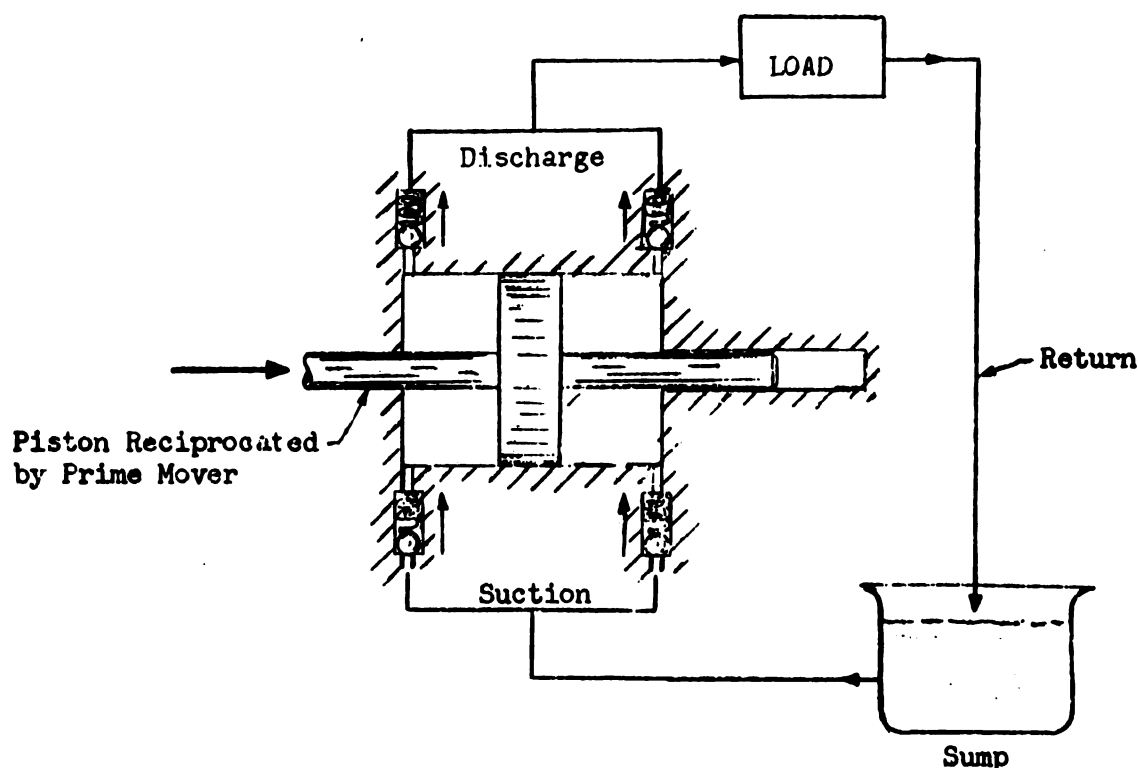 LOAD
Discharge
Return
Piston Reciprocated
by Prime Mover
Suction
Sump